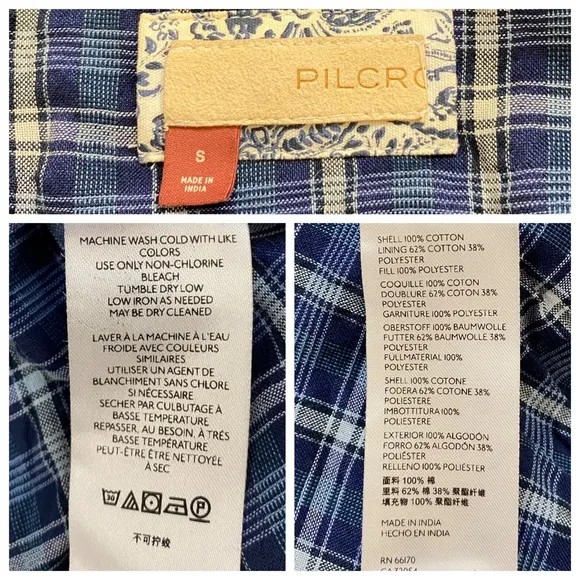 PILCRO
S
MADE IN
INDIA
MACHINE WASH COLD WITH LIKE
COLORS
USE ONLY NON-CHLORINE
BLEACH
TUMBLE DRY LOW
LOW IRON AS NEEDED
MAY BE DRY CLEANED
LAVER À LA MACHINE À L'EAU
FROIDE AVEC COULEURS
SIMILAIRES
UTILISER UN AGENT DE
BLANCHIMENT SANS CHLORE
SI NÉCESSAIRE
SECHER PAR CULBUTAGE À
BASSE TEMPÉRATURE
REPASSER, AU BESOIN, À TRÈS
BASSE TEMPÉRATURE
PEUT-ÊTRE ÊTRE NETTOYÉE
À SEC
30
P
不可拧绞
SHELL 100% COTTON
LINING 62% COTTON 38%
POLYESTER
FILL 100% POLYESTER
COQUILLE 100% COTON
DOUBLURE 62% COTON 38%
POLYESTER
GARNITURE 100% POLYESTER
OBERSTOFF 100% BAUMWOLLE
FUTTER 62% BAUMWOLLE 38%
POLYESTER
FULLMATERIAL 100%
POLYESTER
SHELL 100% COTONE
FODERA 62% COTONE 38%
POLIESTERE
IMBOTTITURA 100%
POLIESTERE
EXTERIOR 100% ALGODÓN
FORRO 62% ALGODÓN 38%
POLIÉSTER
RELLENO 100% POLIÉSTER
面料 100% 棉
里料 62% 棉 38% 聚酯纤维
填充物 100% 聚酯纤维
MADE IN INDIA
HECHO EN INDIA
RN 66170